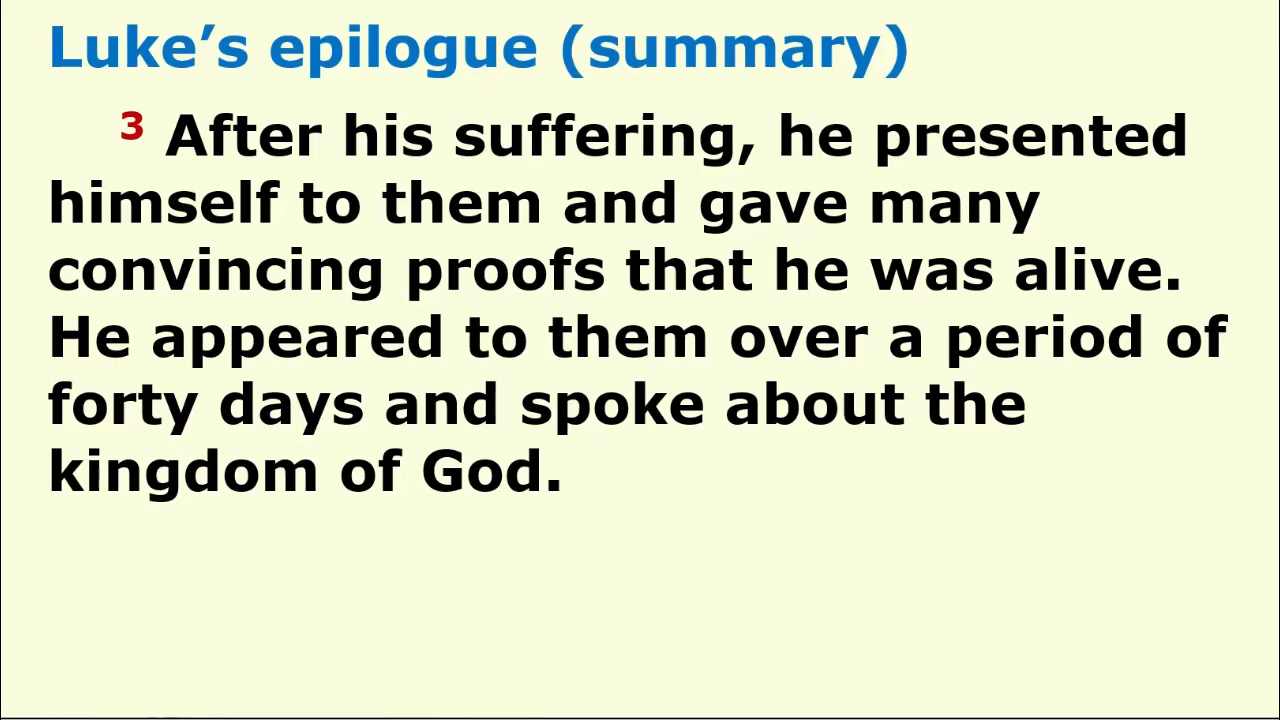 Luke’s epilogue (summary)
3 After his suffering, he presented
himself to them and gave many
convincing proofs that he was alive.
He appeared to them over a period of
forty days and spoke about the
kingdom of God.